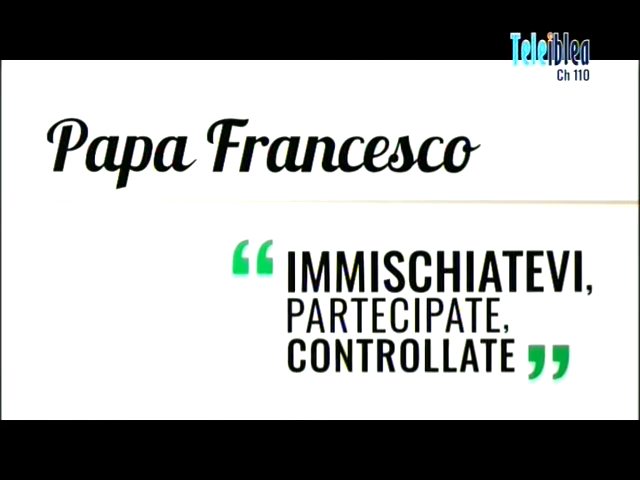 Teleiblea
Ch 110
Papa Francesco
“ IMMISCHIATEVI,
PARTECIPATE,
CONTROLLATE ”